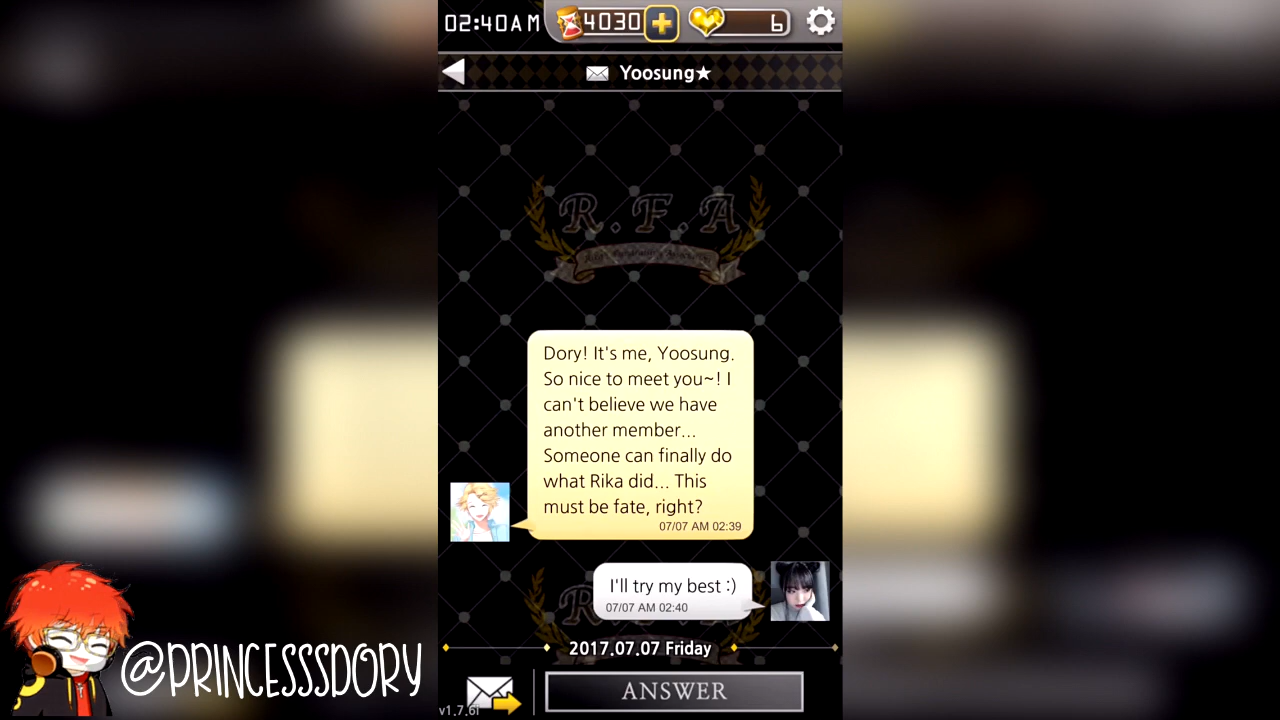 02:40AM 4030 6
Yoosung★
R.F.A
Dory! It's me, Yoosung.
So nice to meet you~! I
can't believe we have
another member...
Someone can finally do
what Rika did... This
must be fate, right?
07/07 AM 02:39
I'll try my best :)
07/07 AM 02:40
2017.07.07 Friday
ANSWER
v1.7.6i
@PRINCESSSDORY